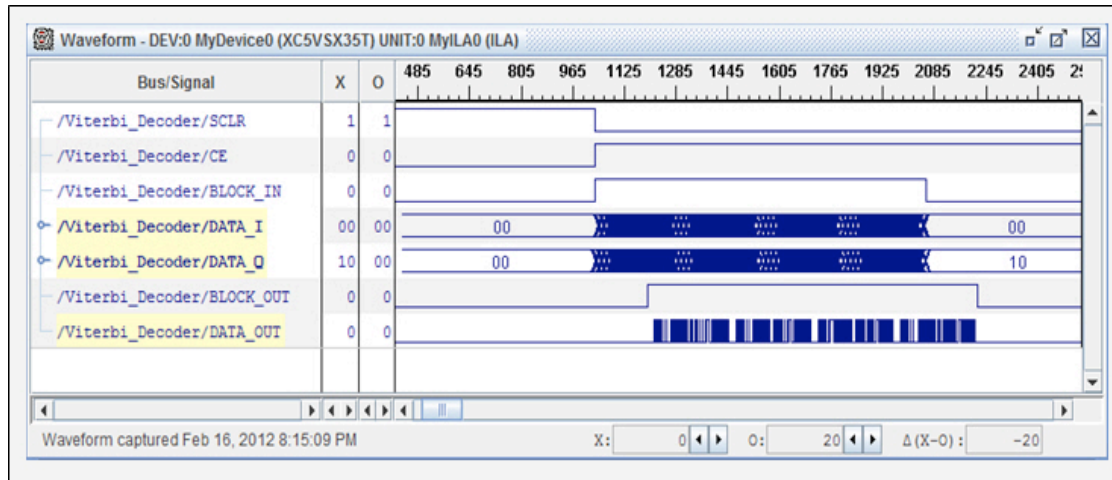 Waveform - DEV:0 MyDevice0 (XC5VSX35T) UNIT:0 MyILA0 (ILA)
Bus/Signal X O 485 645 805 965 1125 1285 1445 1605 1765 1925 2085 2245 2405
/Viterbi_Decoder/SCLR 1 1
/Viterbi_Decoder/CE 0 0
/Viterbi_Decoder/BLOCK_IN 0 0
/Viterbi_Decoder/DATA_I 00 00 00 00
/Viterbi_Decoder/DATA_Q 10 00 00 10
/Viterbi_Decoder/BLOCK_OUT 0 0
/Viterbi_Decoder/DATA_OUT 0 0
Waveform captured Feb 16, 2012 8:15:09 PM X: 0 O: 20 Δ(X-O): -20